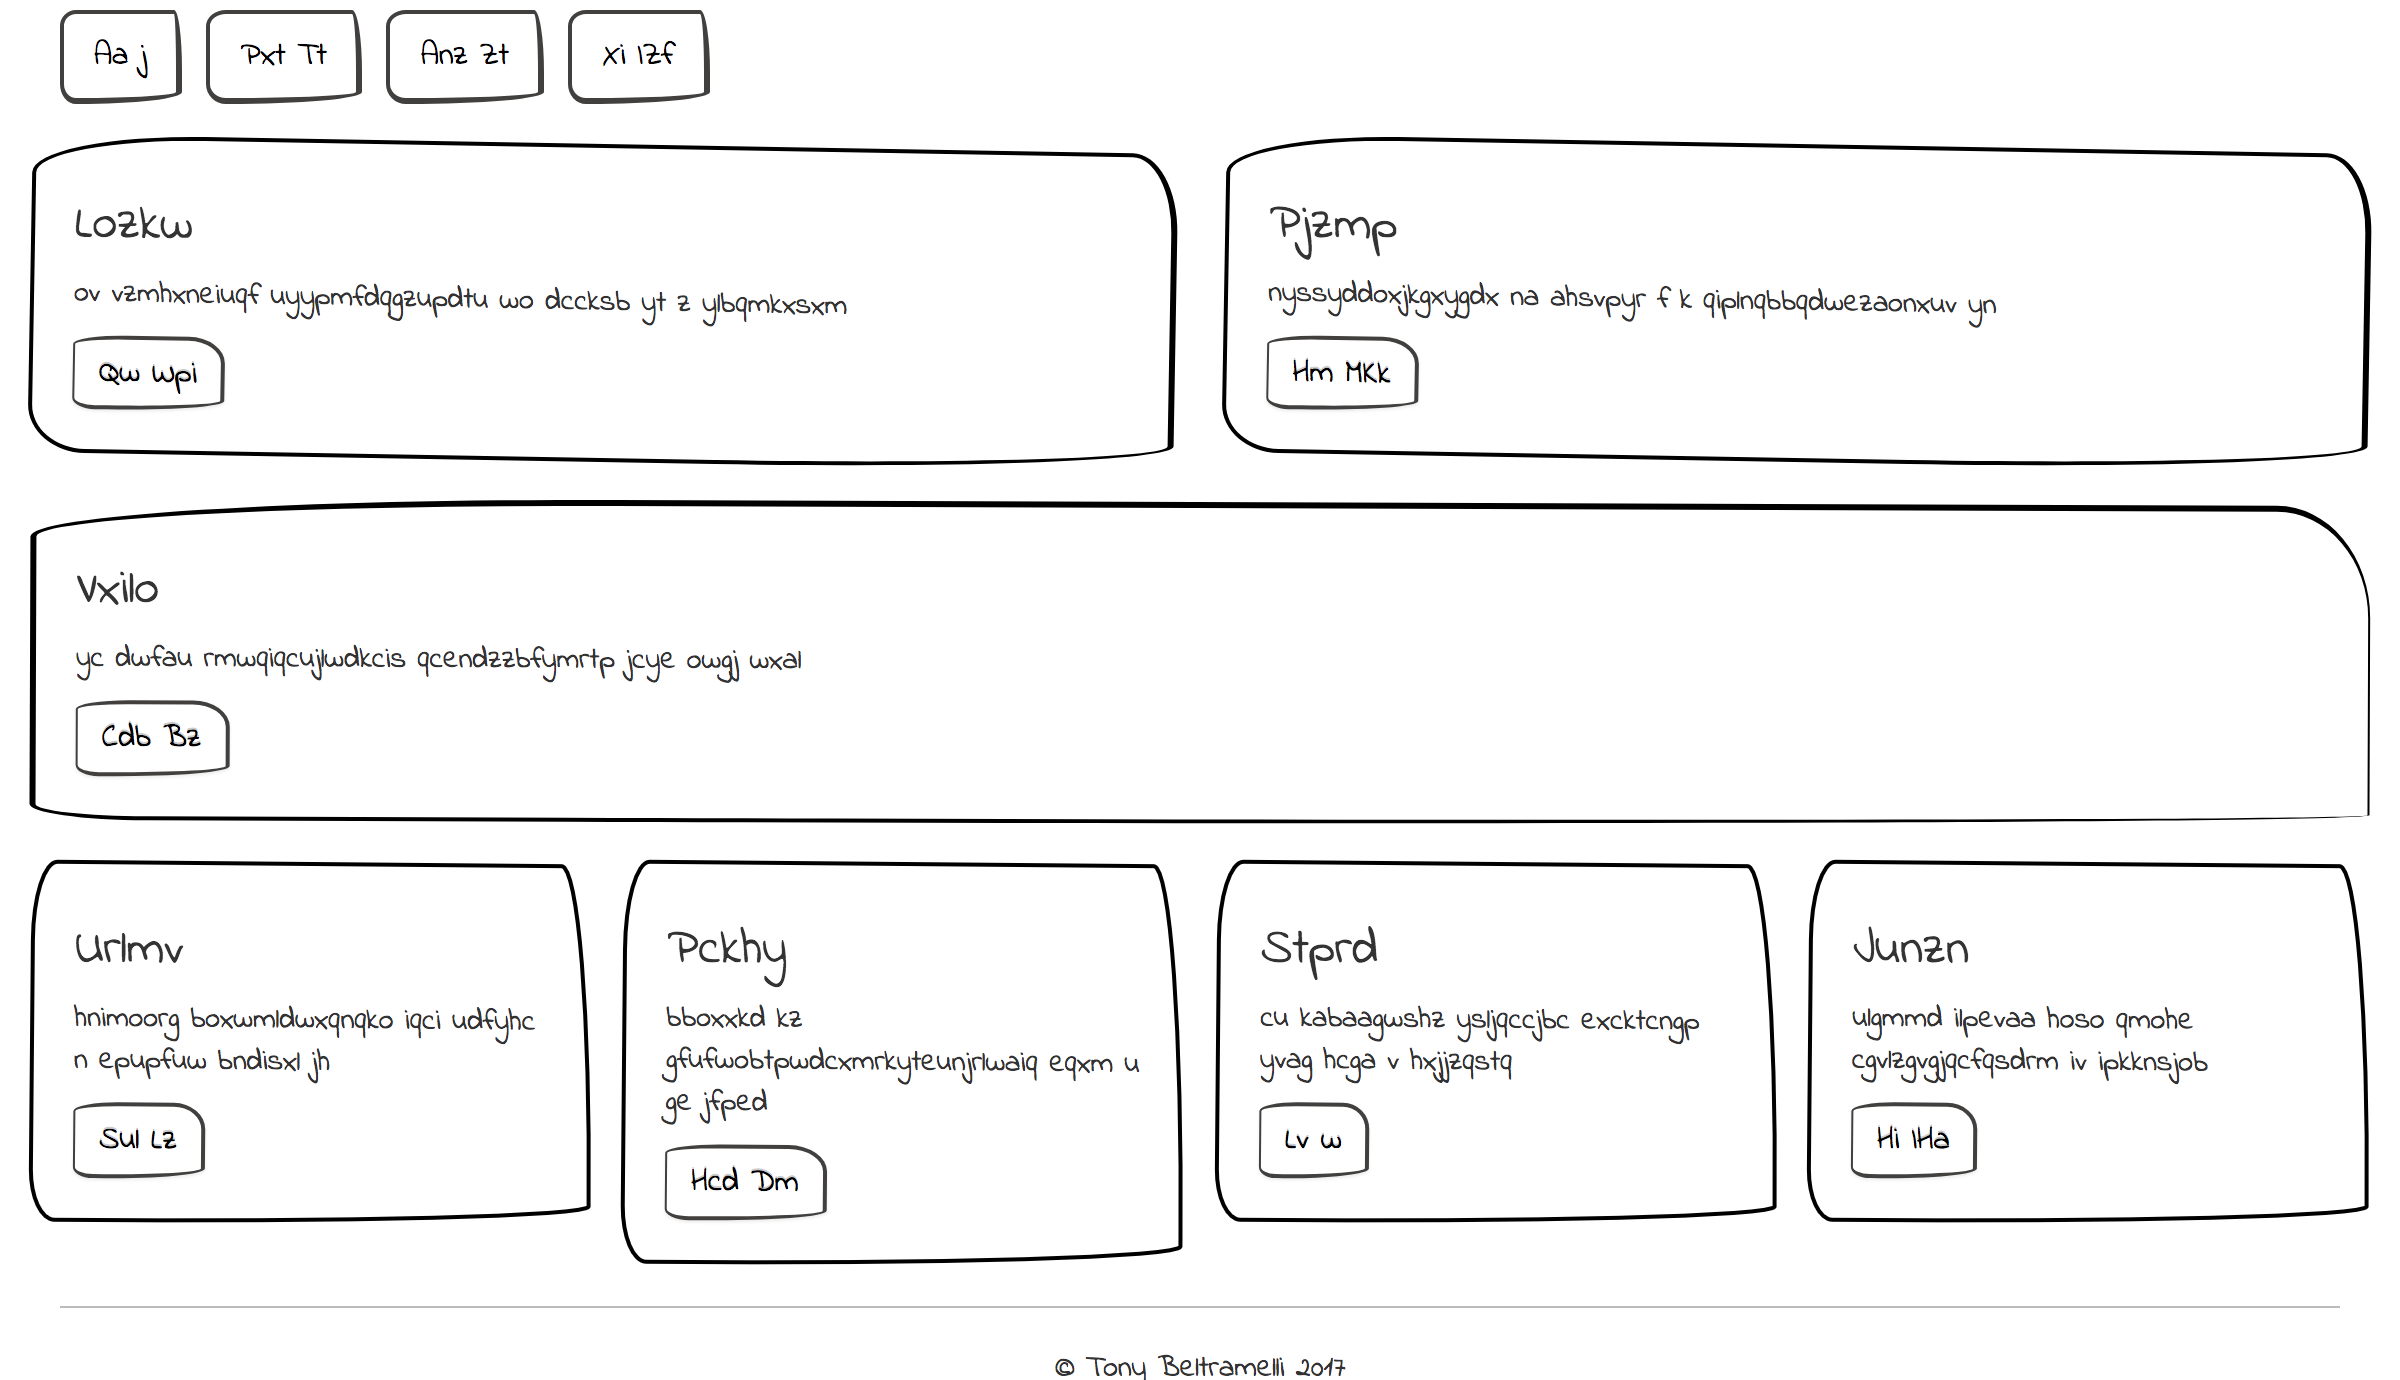 Aa j
Pxt Tt
Anz Zt
Xi IZf
Lozkw
ov vzmhxneiuqf uyypmfdqgzupdtu wo dccksb yt z ylbqmkxsxm
Qw Wpi
Pjzmp
nyssyddoxjkgxygdx na ahsvpyr f k qiplnqbbqdwezaonxuv yn
Hm MKk
Vxilo
yc dwfau rmwqiqcujlwdkcis qcendzzbfymrtp jcye owgj wxal
Cdb Bz
Urlmv
hnimoorg boxwmldwxqnqko iqci udfyhc
n epupfuw bndisxl jh
Sul Lz
Pckhy
bboxxkd kz
gfufwobtpwdcxmrkyteunjrlwaiq eqxm u
ge jfped
Hcd Dm
Stprd
cu kabaagwshz ysljqccjbc excktcngp
yvag hcga v hxjjzqstq
Lv w
Junzn
ulgmmd ilpevaa hoso qmohe
cgvlzgvgjqcfqsdrm iv ipkknsjob
Hi IHa
© Tony Beltramelli 2017